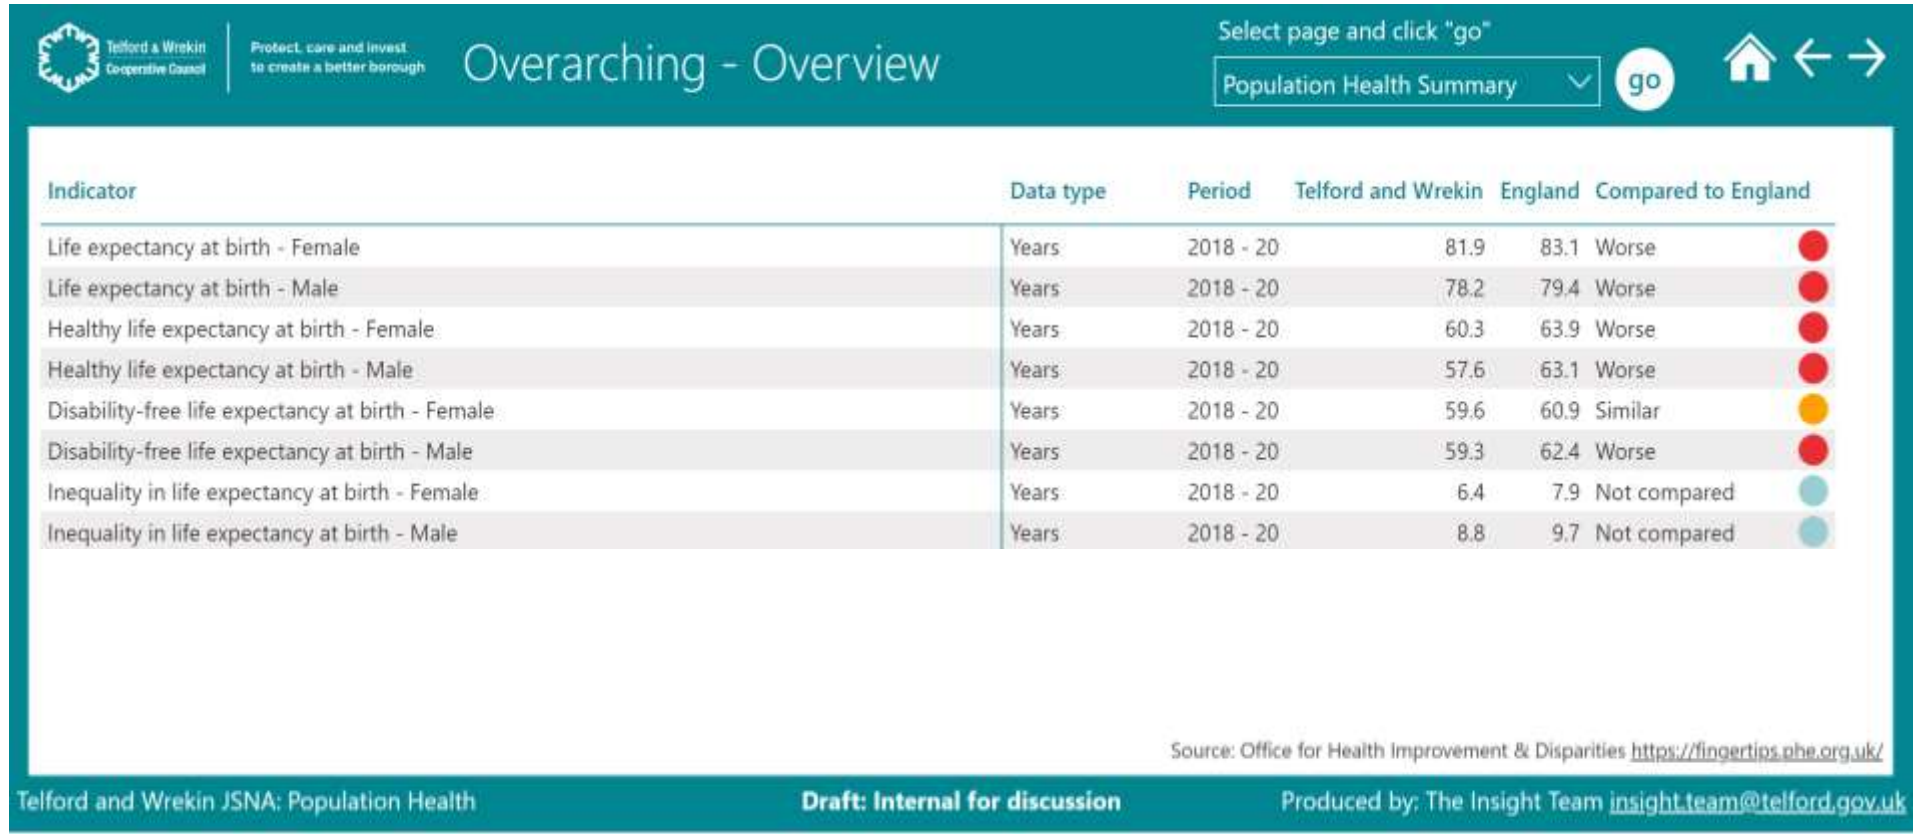 Telford & Wrekin
Co-operative Council
Protect, care and invest
to create a better borough
Overarching - Overview
Select page and click "go"
Population Health Summary
go
Indicator Data type Period Telford and Wrekin England Compared to England
Life expectancy at birth - Female Years 2018 - 20 81.9 83.1 Worse
Life expectancy at birth - Male Years 2018 - 20 78.2 79.4 Worse
Healthy life expectancy at birth - Female Years 2018 - 20 60.3 63.9 Worse
Healthy life expectancy at birth - Male Years 2018 - 20 57.6 63.1 Worse
Disability-free life expectancy at birth - Female Years 2018 - 20 59.6 60.9 Similar
Disability-free life expectancy at birth - Male Years 2018 - 20 59.3 62.4 Worse
Inequality in life expectancy at birth - Female Years 2018 - 20 6.4 7.9 Not compared
Inequality in life expectancy at birth - Male Years 2018 - 20 8.8 9.7 Not compared
Source: Office for Health Improvement & Disparities https://fingertips.phe.org.uk/
Telford and Wrekin JSNA: Population Health Draft: Internal for discussion Produced by: The Insight Team insight.team@telford.gov.uk